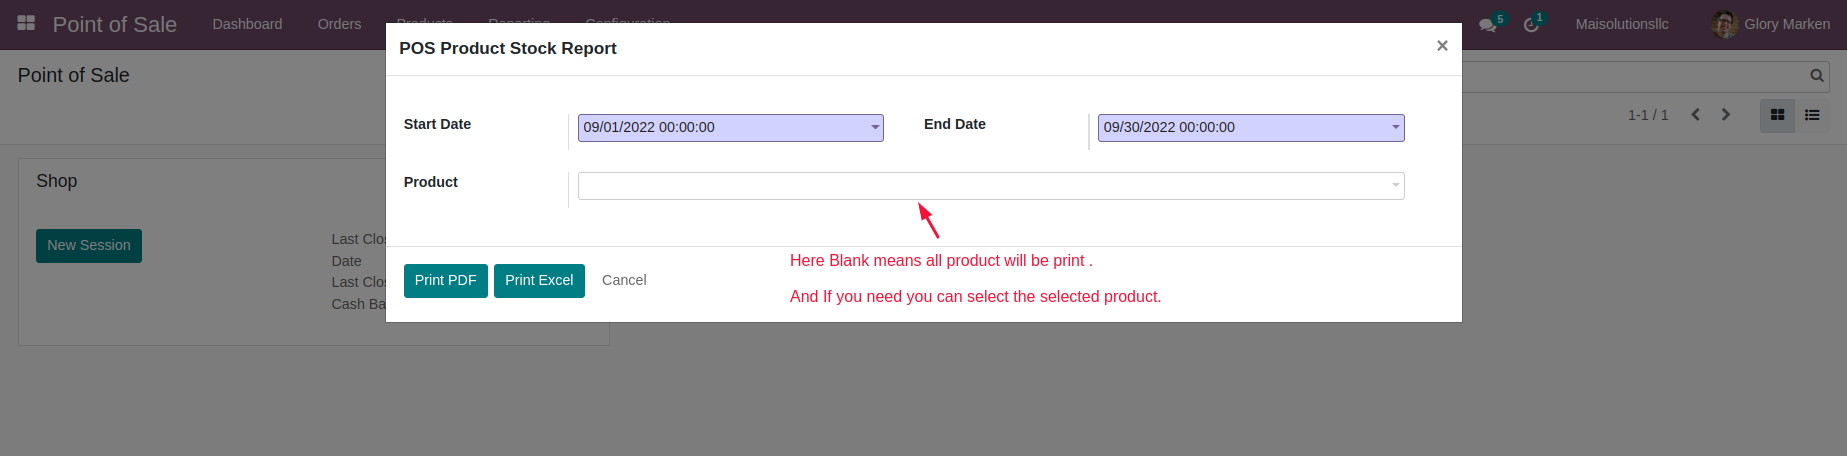 Point of Sale Dashboard Orders Products Reporting Configuration 5 1 Maisolutionsllc Glory Marken
POS Product Stock Report ×
Point of Sale
1-1 / 1
Start Date 09/01/2022 00:00:00 End Date 09/30/2022 00:00:00
Product
Shop
New Session
Last Clos
Date
Last Clos
Cash Ba
Here Blank means all product will be print .
Print PDF Print Excel Cancel
And If you need you can select the selected product.